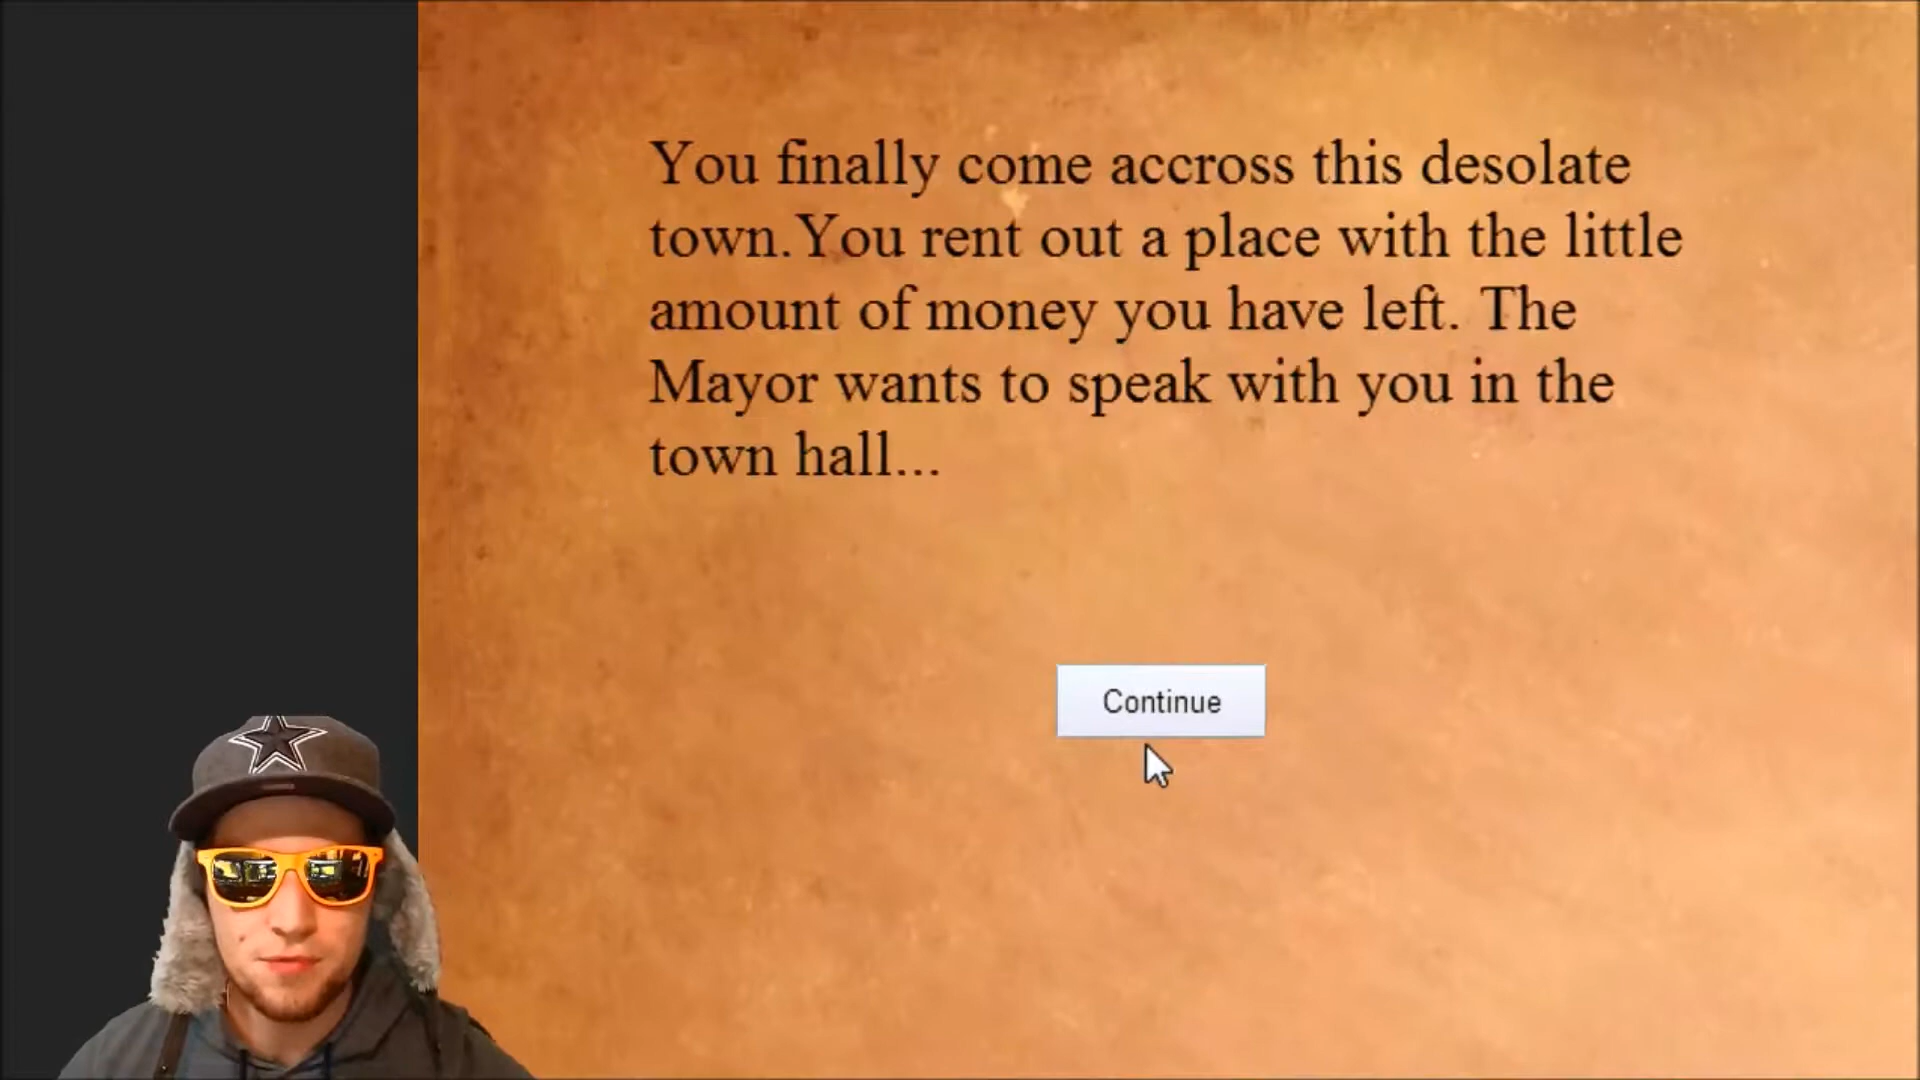 You finally come accross this desolate
town.You rent out a place with the little
amount of money you have left. The
Mayor wants to speak with you in the
town hall...
Continue